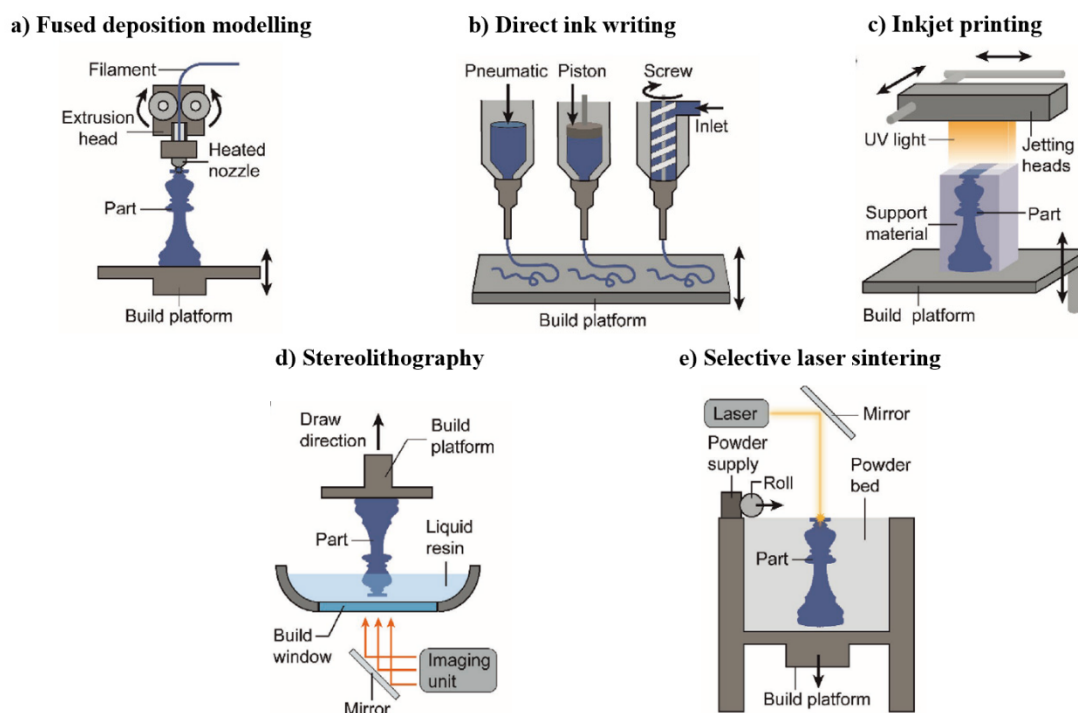 a) Fused deposition modelling
Filament
Extrusion
head
Heated
nozzle
Part
Build platform
b) Direct ink writing
Pneumatic
Piston
Screw
Inlet
Build platform
c) Inkjet printing
UV light
Jetting
heads
Support
material
Part
Build platform
d) Stereolithography
Draw
direction
Build
platform
Part
Liquid
resin
Build
window
Imaging
unit
Mirror
e) Selective laser sintering
Laser
Mirror
Powder
supply
Roll
Powder
bed
Part
Build platform